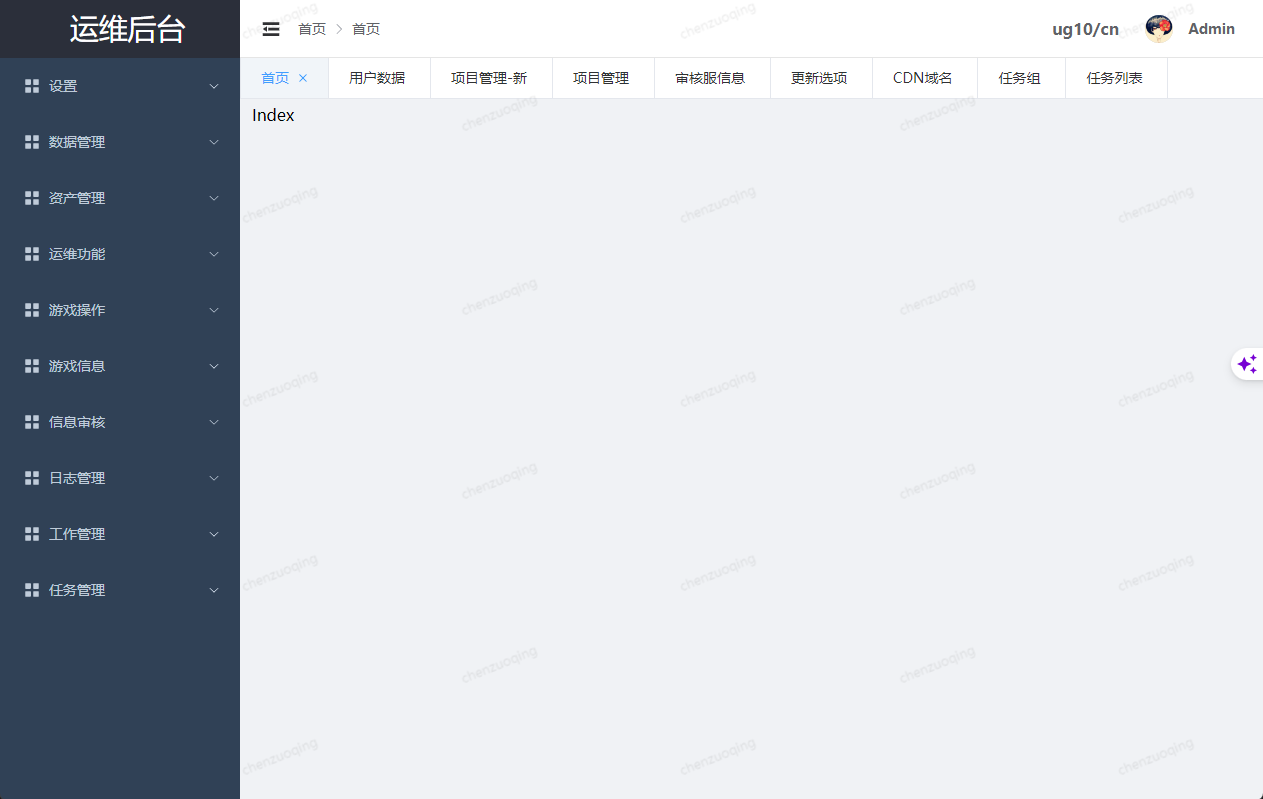 运维后台
首页 首页
ug10/cn Admin
首页 用户数据 项目管理-新 项目管理 审核服信息 更新选项 CDN域名 任务组 任务列表
设置
数据管理
资产管理
运维功能
游戏操作
游戏信息
信息审核
日志管理
工作管理
任务管理
Index
chenzuoqing